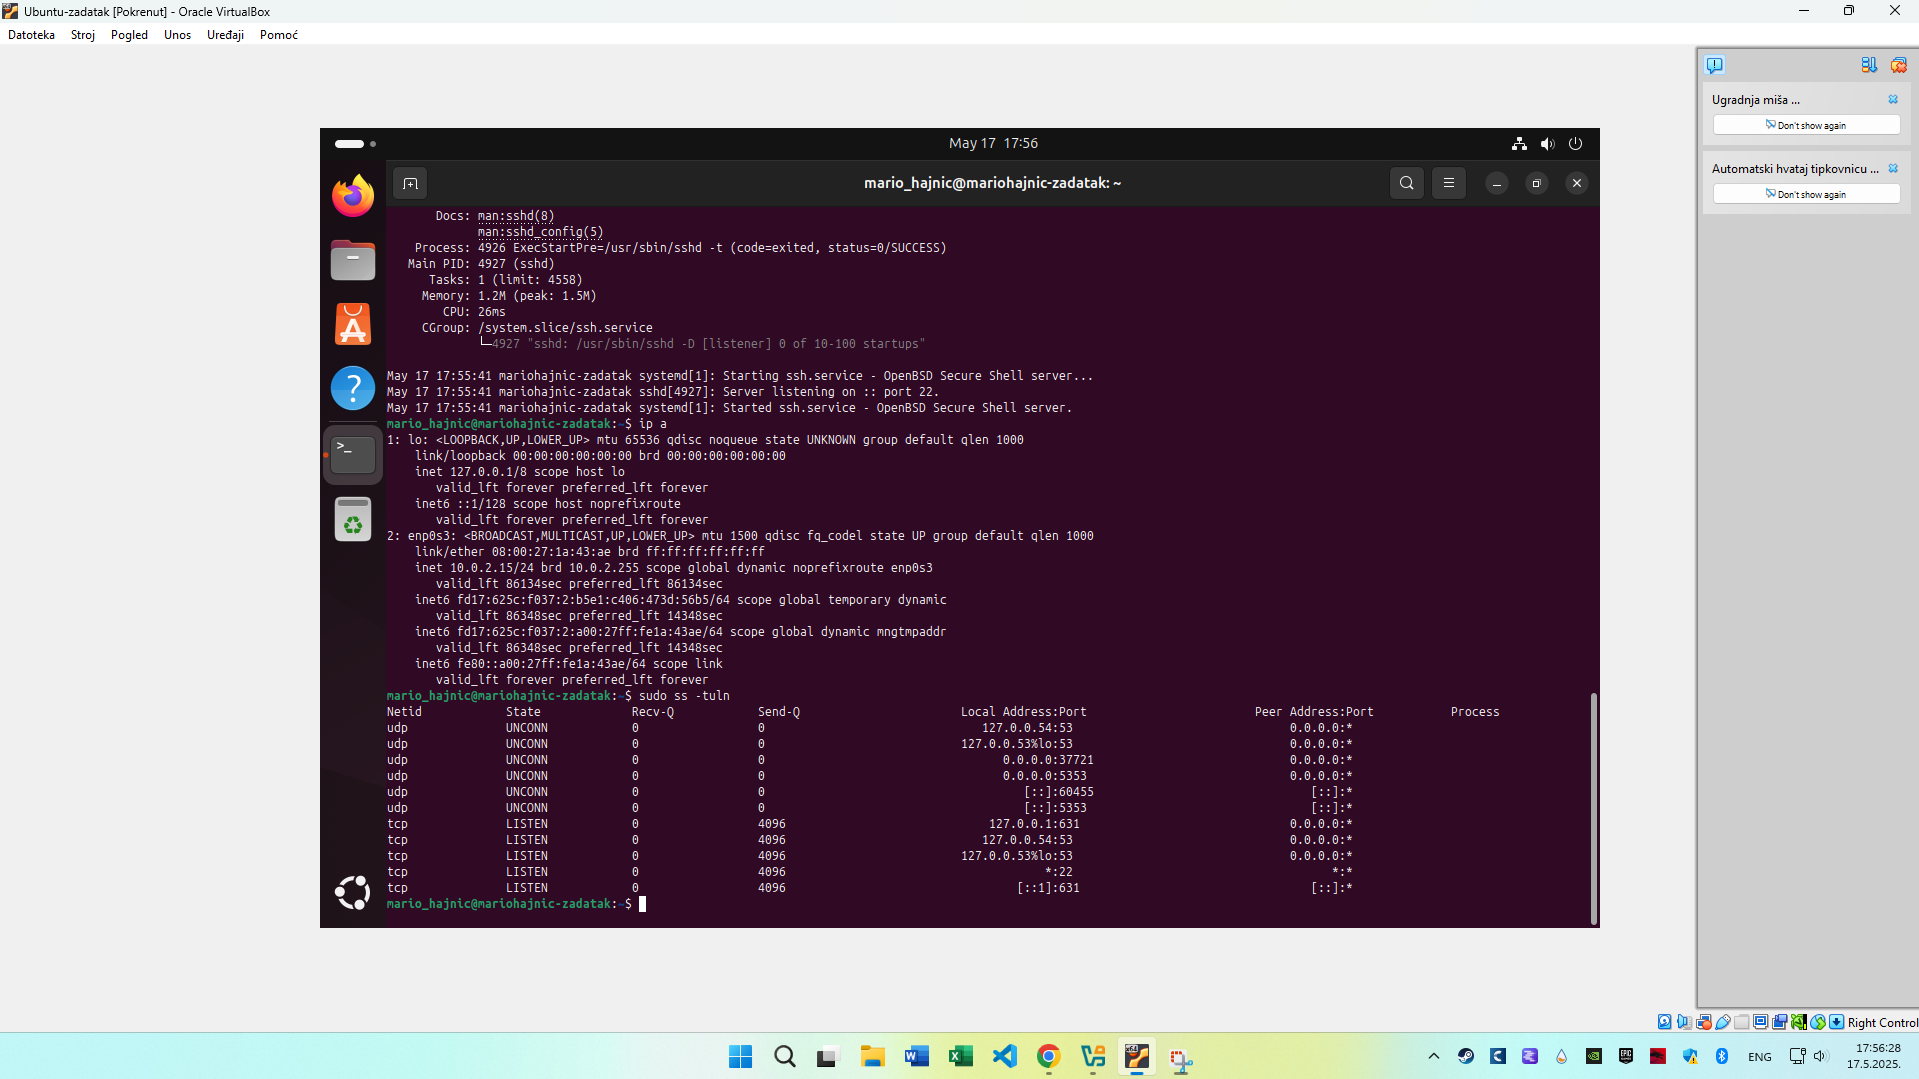 Ubuntu-zadatak [Pokrenut] - Oracle VirtualBox
Datoteka Stroj Pogled Unos Uređaji Pomoć
Ugradnja miša ...
Don't show again
Automatski hvataj tipkovnicu ...
Don't show again
May 17 17:56
mario_hajnic@mariohajnic-zadatak: ~
Docs: man:sshd(8)
man:sshd_config(5)
Process: 4926 ExecStartPre=/usr/sbin/sshd -t (code=exited, status=0/SUCCESS)
Main PID: 4927 (sshd)
Tasks: 1 (limit: 4558)
Memory: 1.2M (peak: 1.5M)
CPU: 26ms
CGroup: /system.slice/ssh.service
└─4927 "sshd: /usr/sbin/sshd -D [listener] 0 of 10-100 startups"
May 17 17:55:41 mariohajnic-zadatak systemd[1]: Starting ssh.service - OpenBSD Secure Shell server...
May 17 17:55:41 mariohajnic-zadatak sshd[4927]: Server listening on :: port 22.
May 17 17:55:41 mariohajnic-zadatak systemd[1]: Started ssh.service - OpenBSD Secure Shell server.
mario_hajnic@mariohajnic-zadatak:~$ ip a
1: lo: <LOOPBACK,UP,LOWER_UP> mtu 65536 qdisc noqueue state UNKNOWN group default qlen 1000
link/loopback 00:00:00:00:00:00 brd 00:00:00:00:00:00
inet 127.0.0.1/8 scope host lo
valid_lft forever preferred_lft forever
inet6 ::1/128 scope host noprefixroute
valid_lft forever preferred_lft forever
2: enp0s3: <BROADCAST,MULTICAST,UP,LOWER_UP> mtu 1500 qdisc fq_codel state UP group default qlen 1000
link/ether 08:00:27:1a:43:ae brd ff:ff:ff:ff:ff:ff
inet 10.0.2.15/24 brd 10.0.2.255 scope global dynamic noprefixroute enp0s3
valid_lft 86134sec preferred_lft 86134sec
inet6 fd17:625c:f037:2:b5e1:c406:473d:56b5/64 scope global temporary dynamic
valid_lft 86348sec preferred_lft 14348sec
inet6 fd17:625c:f037:2:a00:27ff:fe1a:43ae/64 scope global dynamic mngtmpaddr
valid_lft 86348sec preferred_lft 14348sec
inet6 fe80::a00:27ff:fe1a:43ae/64 scope link
valid_lft forever preferred_lft forever
mario_hajnic@mariohajnic-zadatak:~$ sudo ss -tuln
Netid State Recv-Q Send-Q Local Address:Port Peer Address:Port Process
udp UNCONN 0 0 127.0.0.54:53 0.0.0.0:*
udp UNCONN 0 0 127.0.0.53%lo:53 0.0.0.0:*
udp UNCONN 0 0 0.0.0.0:37721 0.0.0.0:*
udp UNCONN 0 0 0.0.0.0:5353 0.0.0.0:*
udp UNCONN 0 0 [::]:60455 [::]:*
udp UNCONN 0 0 [::]:5353 [::]:*
tcp LISTEN 0 4096 127.0.0.1:631 0.0.0.0:*
tcp LISTEN 0 4096 127.0.0.54:53 0.0.0.0:*
tcp LISTEN 0 4096 127.0.0.53%lo:53 0.0.0.0:*
tcp LISTEN 0 4096 *:22 *:*
tcp LISTEN 0 4096 [::1]:631 [::]:*
mario_hajnic@mariohajnic-zadatak:~$
Right Control
ENG
17:56:28
17.5.2025.